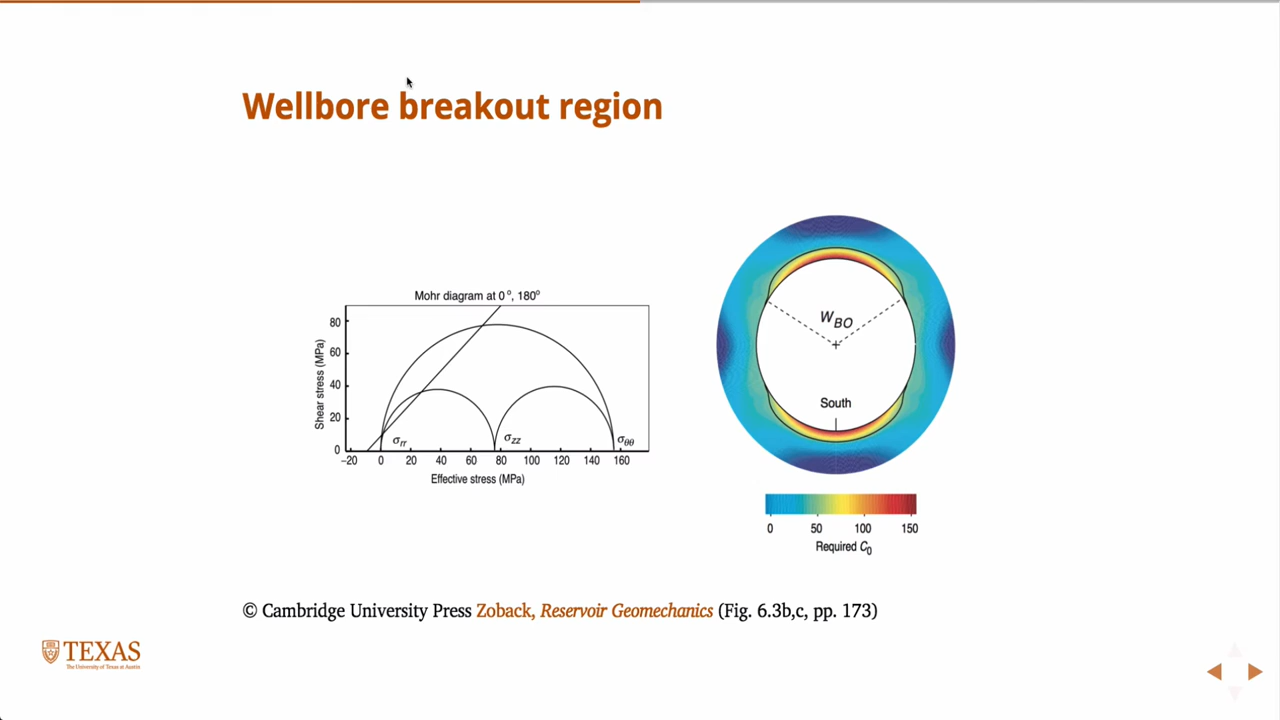 Wellbore breakout region
Mohr diagram at 0°, 180°
Shear stress (MPa)
80
60
40
20
0
σrr
σzz
σθθ
−20 0 20 40 60 80 100 120 140 160
Effective stress (MPa)
WBO
South
0 50 100 150
Required C0
© Cambridge University Press Zoback, Reservoir Geomechanics (Fig. 6.3b,c, pp. 173)
TEXAS
The University of Texas at Austin